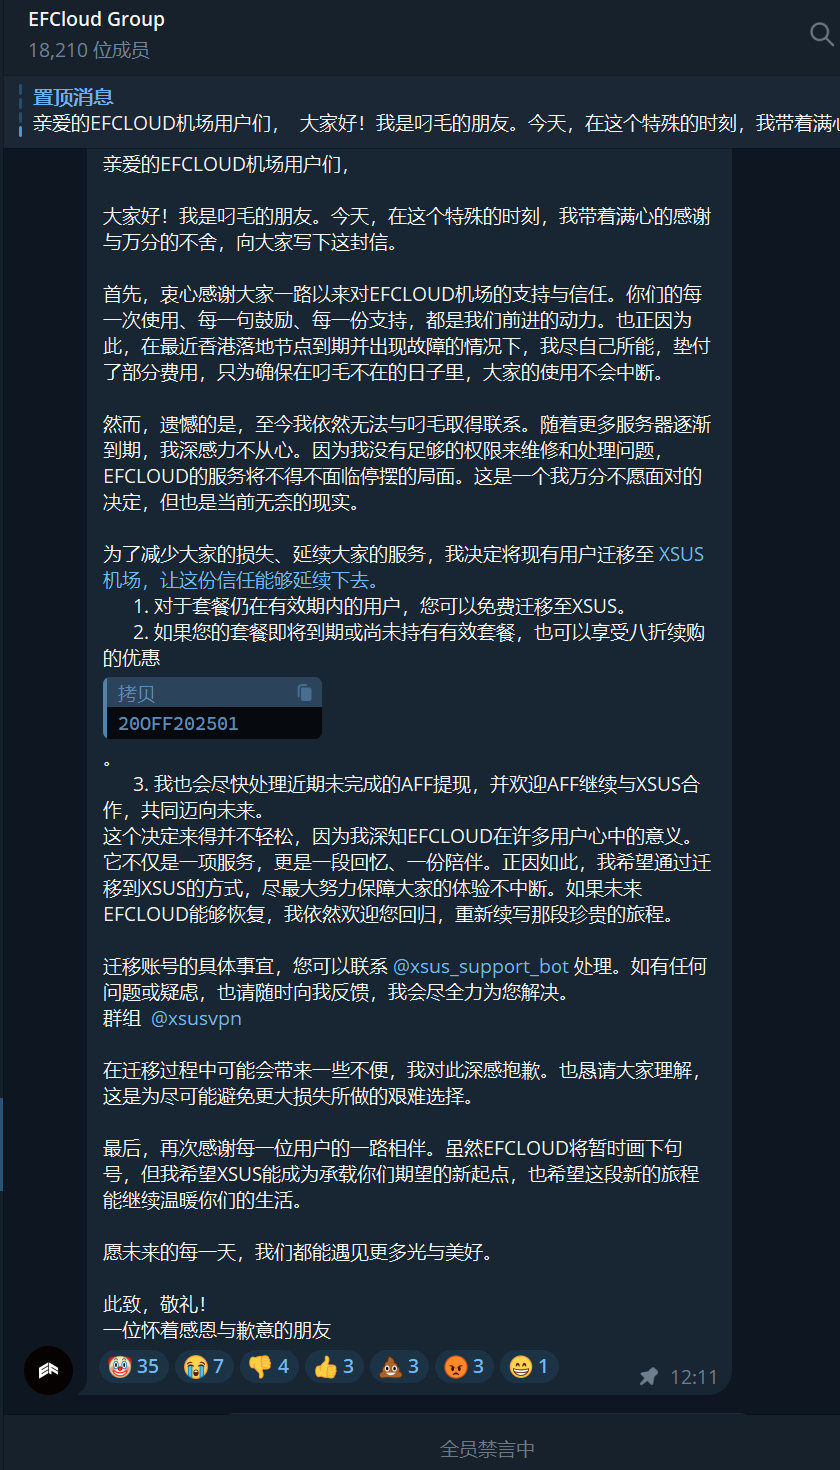 EFCloud Group
18,210 位成员
置顶消息
亲爱的EFCLOUD机场用户们， 大家好！我是叼毛的朋友。今天，在这个特殊的时刻，我带着满心
亲爱的EFCLOUD机场用户们，
大家好！我是叼毛的朋友。今天，在这个特殊的时刻，我带着满心的感谢
与万分的不舍，向大家写下这封信。
首先，衷心感谢大家一路以来对EFCLOUD机场的支持与信任。你们的每
一次使用、每一句鼓励、每一份支持，都是我们前进的动力。也正因为
此，在最近香港落地节点到期并出现故障的情况下，我尽自己所能，垫付
了部分费用，只为确保在叼毛不在的日子里，大家的使用不会中断。
然而，遗憾的是，至今我依然无法与叼毛取得联系。随着更多服务器逐渐
到期，我深感力不从心。因为我没有足够的权限来维修和处理问题，
EFCLOUD的服务将不得不面临停摆的局面。这是一个我万分不愿面对的
决定，但也是当前无奈的现实。
为了减少大家的损失、延续大家的服务，我决定将现有用户迁移至 XSUS
机场，让这份信任能够延续下去。
1. 对于套餐仍在有效期内的用户，您可以免费迁移至XSUS。
2. 如果您的套餐即将到期或尚未持有有效套餐，也可以享受八折续购
的优惠
拷贝
20OFF202501
。
3. 我也会尽快处理近期未完成的AFF提现，并欢迎AFF继续与XSUS合
作，共同迈向未来。
这个决定来得并不轻松，因为我深知EFCLOUD在许多用户心中的意义。
它不仅是一项服务，更是一段回忆、一份陪伴。正因如此，我希望通过迁
移到XSUS的方式，尽最大努力保障大家的体验不中断。如果未来
EFCLOUD能够恢复，我依然欢迎您回归，重新续写那段珍贵的旅程。
迁移账号的具体事宜，您可以联系 @xsus_support_bot 处理。如有任何
问题或疑虑，也请随时向我反馈，我会尽全力为您解决。
群组 @xsusvpn
在迁移过程中可能会带来一些不便，我对此深感抱歉。也恳请大家理解，
这是为尽可能避免更大损失所做的艰难选择。
最后，再次感谢每一位用户的一路相伴。虽然EFCLOUD将暂时画下句
号，但我希望XSUS能成为承载你们期望的新起点，也希望这段新的旅程
能继续温暖你们的生活。
愿未来的每一天，我们都能遇见更多光与美好。
此致，敬礼！
一位怀着感恩与歉意的朋友
🤡 35 😭 7 👎 4 👍 3 💩 3 😡 3 😁 1
12:11
全员禁言中